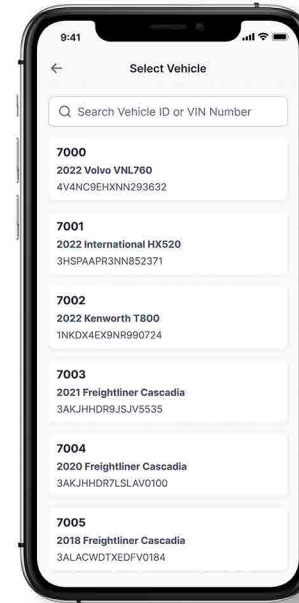 9:41
Select Vehicle
Search Vehicle ID or VIN Number
7000
2022 Volvo VNL760
4V4NC9EHXNN293632
7001
2022 International HX520
3HSPAAPR3NN852371
7002
2022 Kenworth T800
1NKDX4EX9NR990724
7003
2021 Freightliner Cascadia
3AKJHHDR9JSJV5535
7004
2020 Freightliner Cascadia
3AKJHHDR7LSLAV0100
7005
2018 Freightliner Cascadia
3ALACWDTXEDFV0184